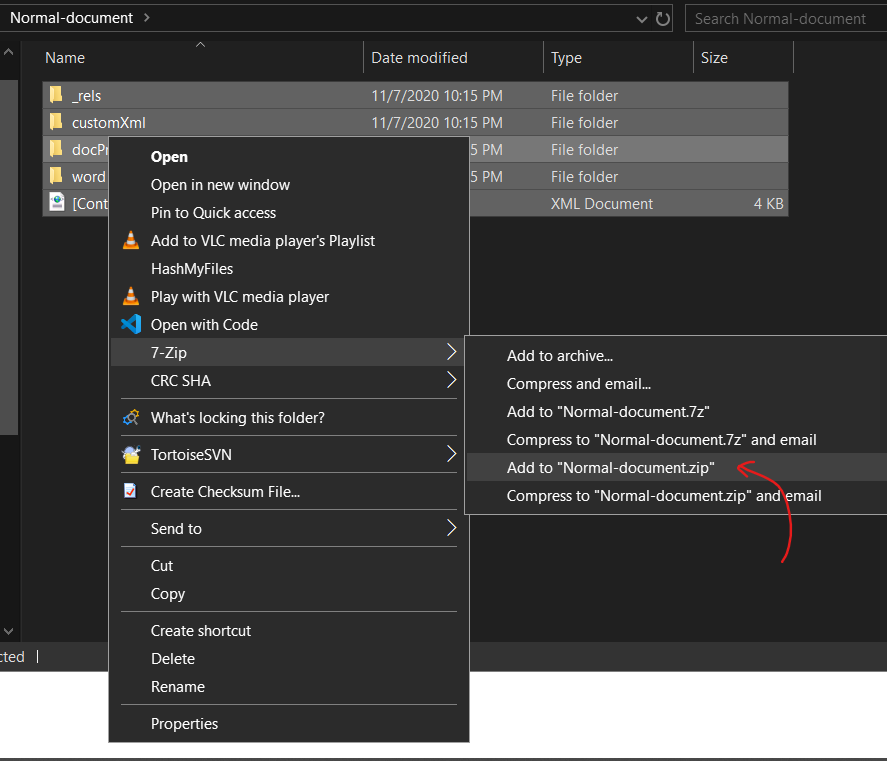 Normal-document
Search Normal-document
Name Date modified Type Size
_rels 11/7/2020 10:15 PM File folder
customXml 11/7/2020 10:15 PM File folder
docPr 5 PM File folder
word 5 PM File folder
[Cont XML Document 4 KB
Open
Open in new window
Pin to Quick access
Add to VLC media player's Playlist
HashMyFiles
Play with VLC media player
Open with Code
7-Zip
CRC SHA
What's locking this folder?
TortoiseSVN
Create Checksum File...
Send to
Cut
Copy
Create shortcut
Delete
Rename
Properties
Add to archive...
Compress and email...
Add to "Normal-document.7z"
Compress to "Normal-document.7z" and email
Add to "Normal-document.zip"
Compress to "Normal-document.zip" and email
cted